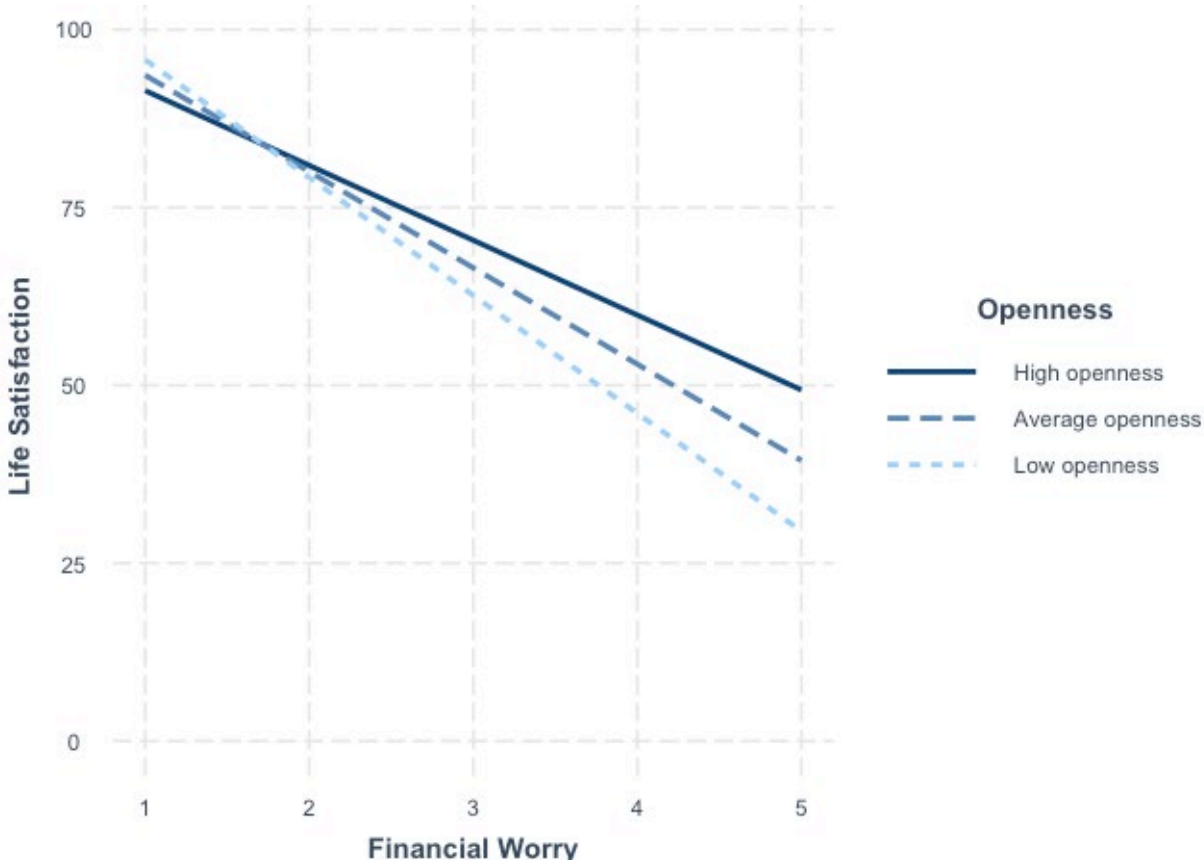 100
75
50
25
0
Life Satisfaction
1 2 3 4 5
Financial Worry
Openness
High openness
Average openness
Low openness